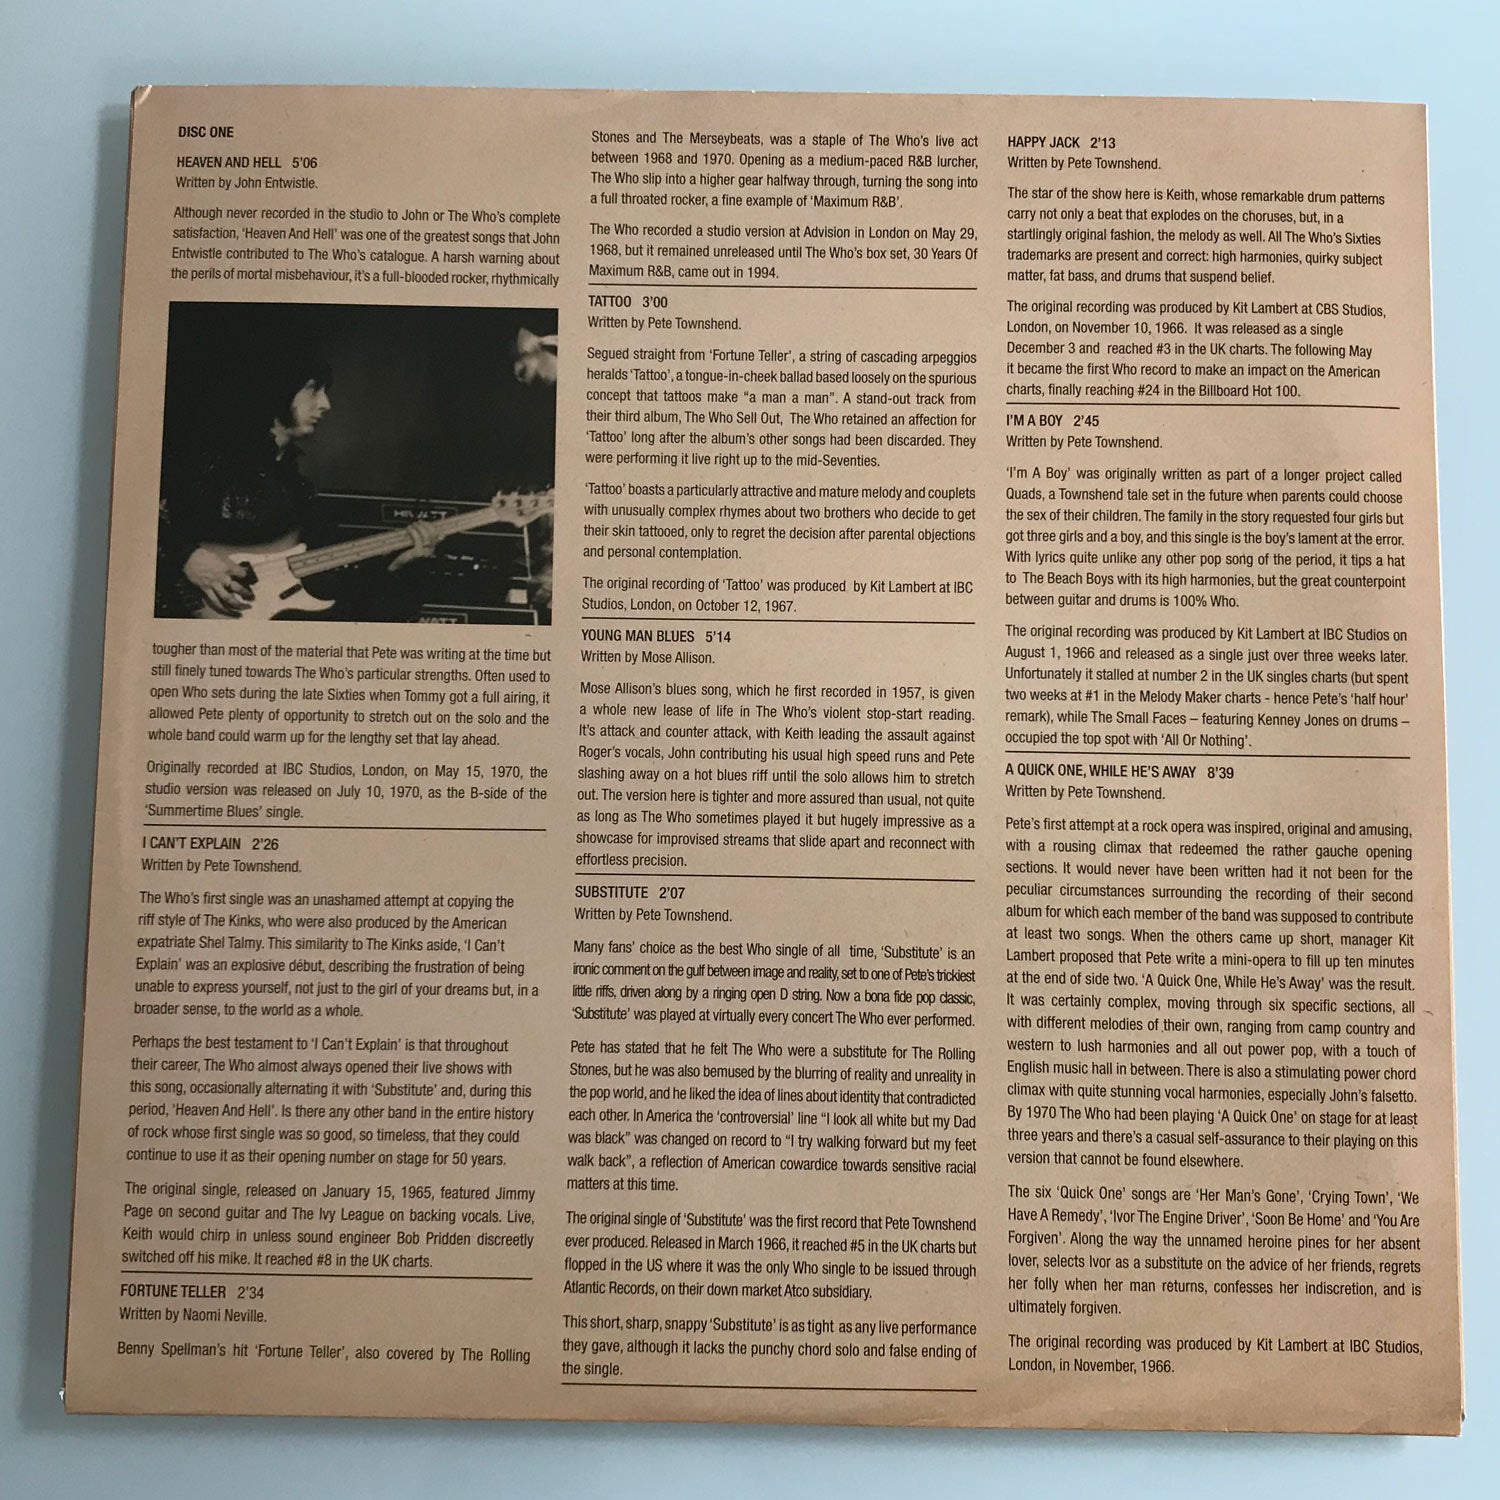 DISC ONE
HEAVEN AND HELL 5'06
Written by John Entwistle.
Although never recorded in the studio to John or The Who's complete
satisfaction, 'Heaven And Hell' was one of the greatest songs that John
Entwistle contributed to The Who's catalogue. A harsh warning about
the perils of mortal misbehaviour, it's a full-blooded rocker, rhythmically
HIWATT
WATT
tougher than most of the material that Pete was writing at the time but
still finely tuned towards The Who's particular strengths. Often used to
open Who sets during the late Sixties when Tommy got a full airing, it
allowed Pete plenty of opportunity to stretch out on the solo and the
whole band could warm up for the lengthy set that lay ahead.
Originally recorded at IBC Studios, London, on May 15, 1970, the
studio version was released on July 10, 1970, as the B-side of the
'Summertime Blues' single.
I CAN'T EXPLAIN 2'26
Written by Pete Townshend.
The Who's first single was an unashamed attempt at copying the
riff style of The Kinks, who were also produced by the American
expatriate Shel Talmy. This similarity to The Kinks aside, 'I Can't
Explain' was an explosive début, describing the frustration of being
unable to express yourself, not just to the girl of your dreams but, in a
broader sense, to the world as a whole.
Perhaps the best testament to 'I Can't Explain' is that throughout
their career, The Who almost always opened their live shows with
this song, occasionally alternating it with 'Substitute' and, during this
period, 'Heaven And Hell'. Is there any other band in the entire history
of rock whose first single was so good, so timeless, that they could
continue to use it as their opening number on stage for 50 years.
The original single, released on January 15, 1965, featured Jimmy
Page on second guitar and The Ivy League on backing vocals. Live,
Keith would chirp in unless sound engineer Bob Pridden discreetly
switched off his mike. It reached #8 in the UK charts.
FORTUNE TELLER 2'34
Written by Naomi Neville.
Benny Spellman's hit 'Fortune Teller', also covered by The Rolling
Stones and The Merseybeats, was a staple of The Who's live act
between 1968 and 1970. Opening as a medium-paced R&B lurcher,
The Who slip into a higher gear halfway through, turning the song into
a full throated rocker, a fine example of 'Maximum R&B'.
The Who recorded a studio version at Advision in London on May 29,
1968, but it remained unreleased until The Who's box set, 30 Years Of
Maximum R&B, came out in 1994.
TATTOO 3'00
Written by Pete Townshend.
Segued straight from 'Fortune Teller', a string of cascading arpeggios
heralds 'Tattoo', a tongue-in-cheek ballad based loosely on the spurious
concept that tattoos make "a man a man". A stand-out track from
their third album, The Who Sell Out, The Who retained an affection for
'Tattoo' long after the album's other songs had been discarded. They
were performing it live right up to the mid-Seventies.
'Tattoo' boasts a particularly attractive and mature melody and couplets
with unusually complex rhymes about two brothers who decide to get
their skin tattooed, only to regret the decision after parental objections
and personal contemplation.
The original recording of 'Tattoo' was produced by Kit Lambert at IBC
Studios, London, on October 12, 1967.
YOUNG MAN BLUES 5'14
Written by Mose Allison.
Mose Allison's blues song, which he first recorded in 1957, is given
a whole new lease of life in The Who's violent stop-start reading.
It's attack and counter attack, with Keith leading the assault against
Roger's vocals, John contributing his usual high speed runs and Pete
slashing away on a hot blues riff until the solo allows him to stretch
out. The version here is tighter and more assured than usual, not quite
as long as The Who sometimes played it but hugely impressive as a
showcase for improvised streams that slide apart and reconnect with
effortless precision.
SUBSTITUTE 2'07
Written by Pete Townshend.
Many fans' choice as the best Who single of all time, 'Substitute' is an
ironic comment on the gulf between image and reality, set to one of Pete's trickiest
little riffs, driven along by a ringing open D string. Now a bona fide pop classic,
'Substitute' was played at virtually every concert The Who ever performed.
Pete has stated that he felt The Who were a substitute for The Rolling
Stones, but he was also bemused by the blurring of reality and unreality in
the pop world, and he liked the idea of lines about identity that contradicted
each other. In America the 'controversial' line "I look all white but my Dad
was black" was changed on record to "I try walking forward but my feet
walk back", a reflection of American cowardice towards sensitive racial
matters at this time.
The original single of 'Substitute' was the first record that Pete Townshend
ever produced. Released in March 1966, it reached #5 in the UK charts but
flopped in the US where it was the only Who single to be issued through
Atlantic Records, on their down market Atco subsidiary.
This short, sharp, snappy 'Substitute' is as tight as any live performance
they gave, although it lacks the punchy chord solo and false ending of
the single.
HAPPY JACK 2'13
Written by Pete Townshend.
The star of the show here is Keith, whose remarkable drum patterns
carry not only a beat that explodes on the choruses, but, in a
startlingly original fashion, the melody as well. All The Who's Sixties
trademarks are present and correct: high harmonies, quirky subject
matter, fat bass, and drums that suspend belief.
The original recording was produced by Kit Lambert at CBS Studios,
London, on November 10, 1966. It was released as a single
December 3 and reached #3 in the UK charts. The following May
it became the first Who record to make an impact on the American
charts, finally reaching #24 in the Billboard Hot 100.
I'M A BOY 2'45
Written by Pete Townshend.
'I'm A Boy' was originally written as part of a longer project called
Quads, a Townshend tale set in the future when parents could choose
the sex of their children. The family in the story requested four girls but
got three girls and a boy, and this single is the boy's lament at the error.
With lyrics quite unlike any other pop song of the period, it tips a hat
to The Beach Boys with its high harmonies, but the great counterpoint
between guitar and drums is 100% Who.
The original recording was produced by Kit Lambert at IBC Studios on
August 1, 1966 and released as a single just over three weeks later.
Unfortunately it stalled at number 2 in the UK singles charts (but spent
two weeks at #1 in the Melody Maker charts - hence Pete's 'half hour'
remark), while The Small Faces – featuring Kenney Jones on drums –
occupied the top spot with 'All Or Nothing'.
A QUICK ONE, WHILE HE'S AWAY 8'39
Written by Pete Townshend.
Pete's first attempt at a rock opera was inspired, original and amusing,
with a rousing climax that redeemed the rather gauche opening
sections. It would never have been written had it not been for the
peculiar circumstances surrounding the recording of their second
album for which each member of the band was supposed to contribute
at least two songs. When the others came up short, manager Kit
Lambert proposed that Pete write a mini-opera to fill up ten minutes
at the end of side two. 'A Quick One, While He's Away' was the result.
It was certainly complex, moving through six specific sections, all
with different melodies of their own, ranging from camp country and
western to lush harmonies and all out power pop, with a touch of
English music hall in between. There is also a stimulating power chord
climax with quite stunning vocal harmonies, especially John's falsetto.
By 1970 The Who had been playing 'A Quick One' on stage for at least
three years and there's a casual self-assurance to their playing on this
version that cannot be found elsewhere.
The six 'Quick One' songs are 'Her Man's Gone', 'Crying Town', 'We
Have A Remedy', 'Ivor The Engine Driver', 'Soon Be Home' and 'You Are
Forgiven'. Along the way the unnamed heroine pines for her absent
lover, selects Ivor as a substitute on the advice of her friends, regrets
her folly when her man returns, confesses her indiscretion, and is
ultimately forgiven.
The original recording was produced by Kit Lambert at IBC Studios,
London, in November, 1966.